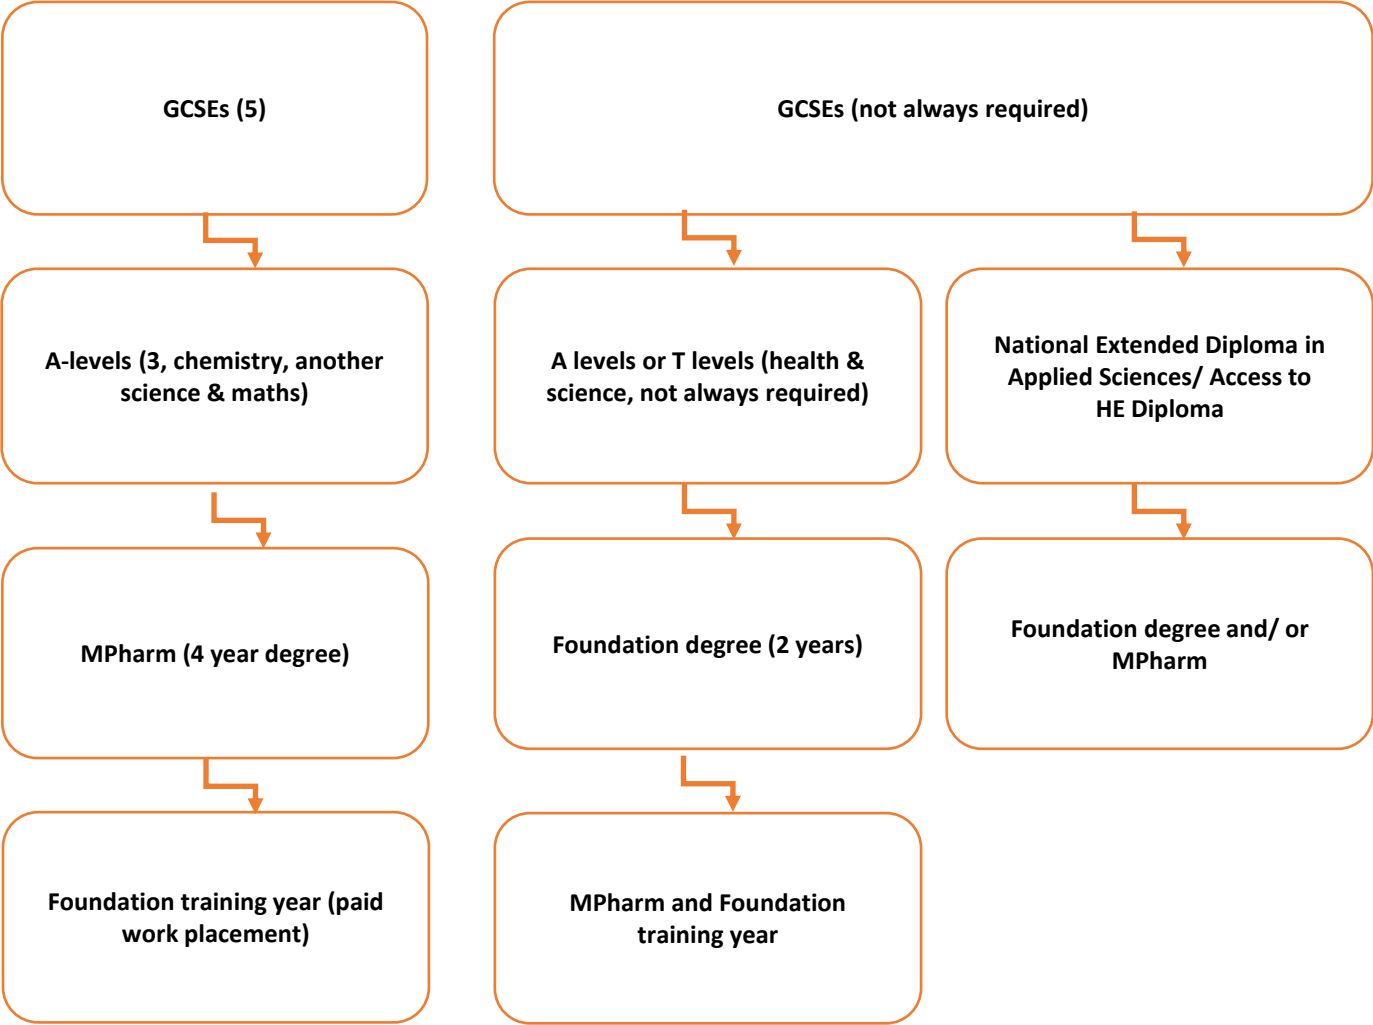 GCSEs (5)
GCSEs (not always required)
A-levels (3, chemistry, another
science & maths)
A levels or T levels (health &
science, not always required)
National Extended Diploma in
Applied Sciences/ Access to
HE Diploma
MPharm (4 year degree)
Foundation degree (2 years)
Foundation degree and/ or
MPharm
Foundation training year (paid
work placement)
MPharm and Foundation
training year